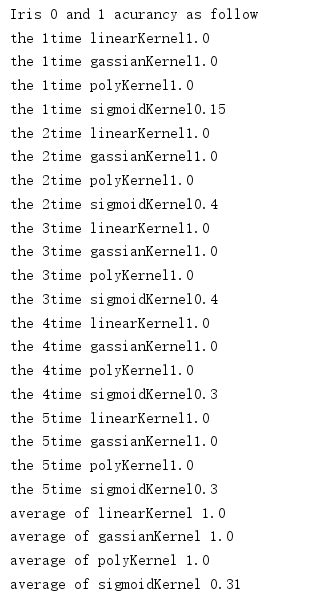 Iris 0 and 1 acurancy as follow
the 1time linearKernel1.0
the 1time gassianKernel1.0
the 1time polyKernel1.0
the 1time sigmoidKernel0.15
the 2time linearKernel1.0
the 2time gassianKernel1.0
the 2time polyKernel1.0
the 2time sigmoidKernel0.4
the 3time linearKernel1.0
the 3time gassianKernel1.0
the 3time polyKernel1.0
the 3time sigmoidKernel0.4
the 4time linearKernel1.0
the 4time gassianKernel1.0
the 4time polyKernel1.0
the 4time sigmoidKernel0.3
the 5time linearKernel1.0
the 5time gassianKernel1.0
the 5time polyKernel1.0
the 5time sigmoidKernel0.3
average of linearKernel 1.0
average of gassianKernel 1.0
average of polyKernel 1.0
average of sigmoidKernel 0.31